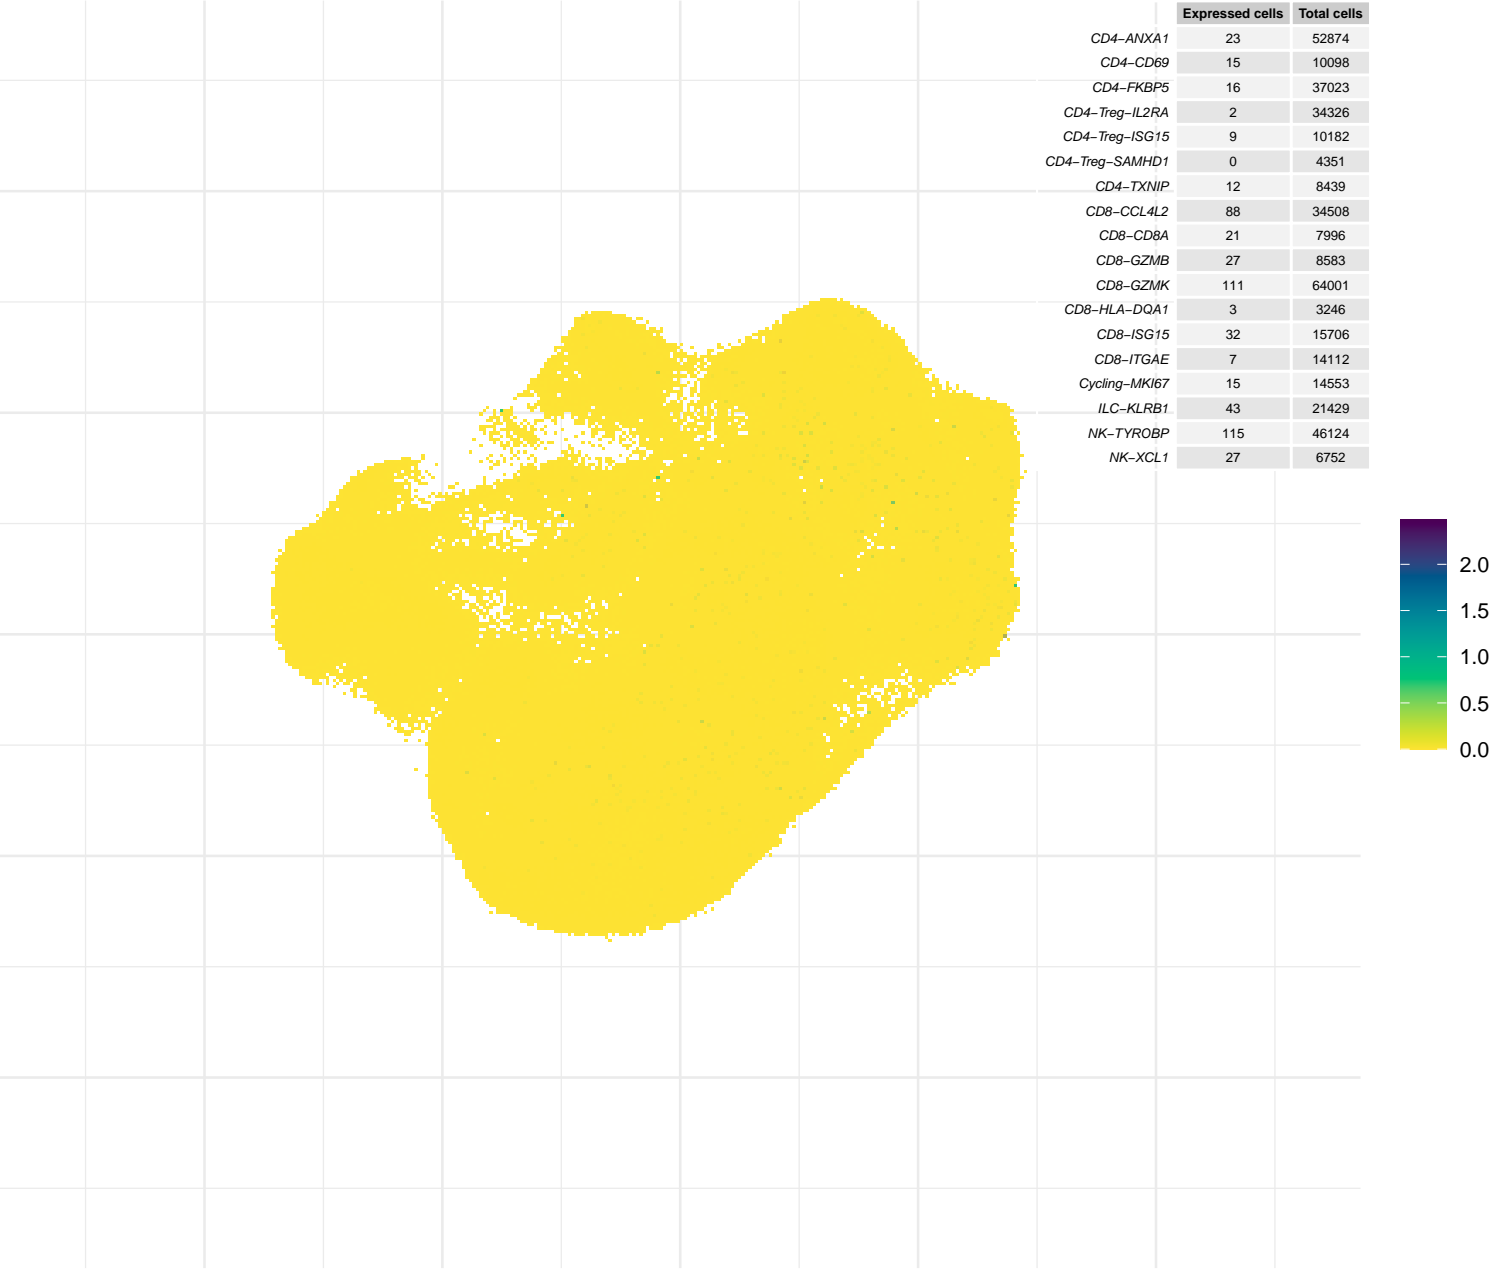 Expressed cells Total cells
CD4−ANXA1 23 52874
CD4−CD69 15 10098
CD4−FKBP5 16 37023
CD4−Treg−IL2RA 2 34326
CD4−Treg−ISG15 9 10182
CD4−Treg−SAMHD1 0 4351
CD4−TXNIP 12 8439
CD8−CCL4L2 88 34508
CD8−CD8A 21 7996
CD8−GZMB 27 8583
CD8−GZMK 111 64001
CD8−HLA−DQA1 3 3246
CD8−ISG15 32 15706
CD8−ITGAE 7 14112
Cycling−MKI67 15 14553
ILC−KLRB1 43 21429
NK−TYROBP 115 46124
NK−XCL1 27 6752
2.0
1.5
1.0
0.5
0.0